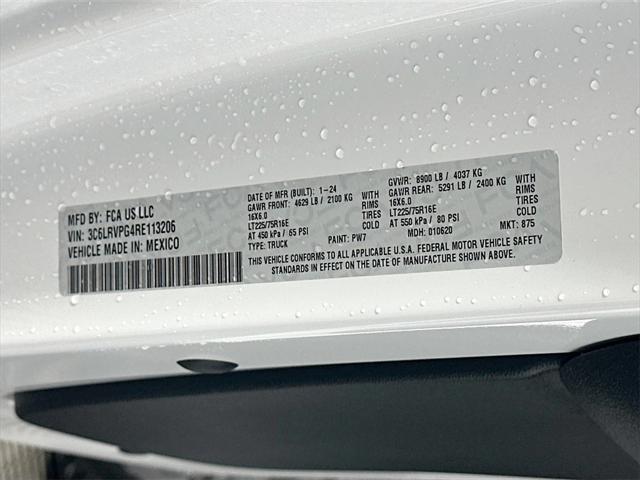 MFD BY: FCA US LLC
VIN: 3C6LRVPG4RE113206
VEHICLE MADE IN: MEXICO
DATE OF MFR (BUILT): 1-24
GAWR FRONT: 4629 LB / 2100 KG
16X6.0 WITH RIMS
LT225/75R16E TIRES
AT 450 kPa / 65 PSI COLD
TYPE: TRUCK PAINT: PW7
GVWR: 8900 LB / 4037 KG
GAWR REAR: 5291 LB / 2400 KG
16X6.0 WITH RIMS
LT225/75R16E TIRES
AT 550 kPa / 80 PSI COLD
MDH: 010620 MKT: 875
THIS VEHICLE CONFORMS TO ALL APPLICABLE U.S.A. FEDERAL MOTOR VEHICLE SAFETY
STANDARDS IN EFFECT ON THE DATE OF MANUFACTURE SHOWN ABOVE.